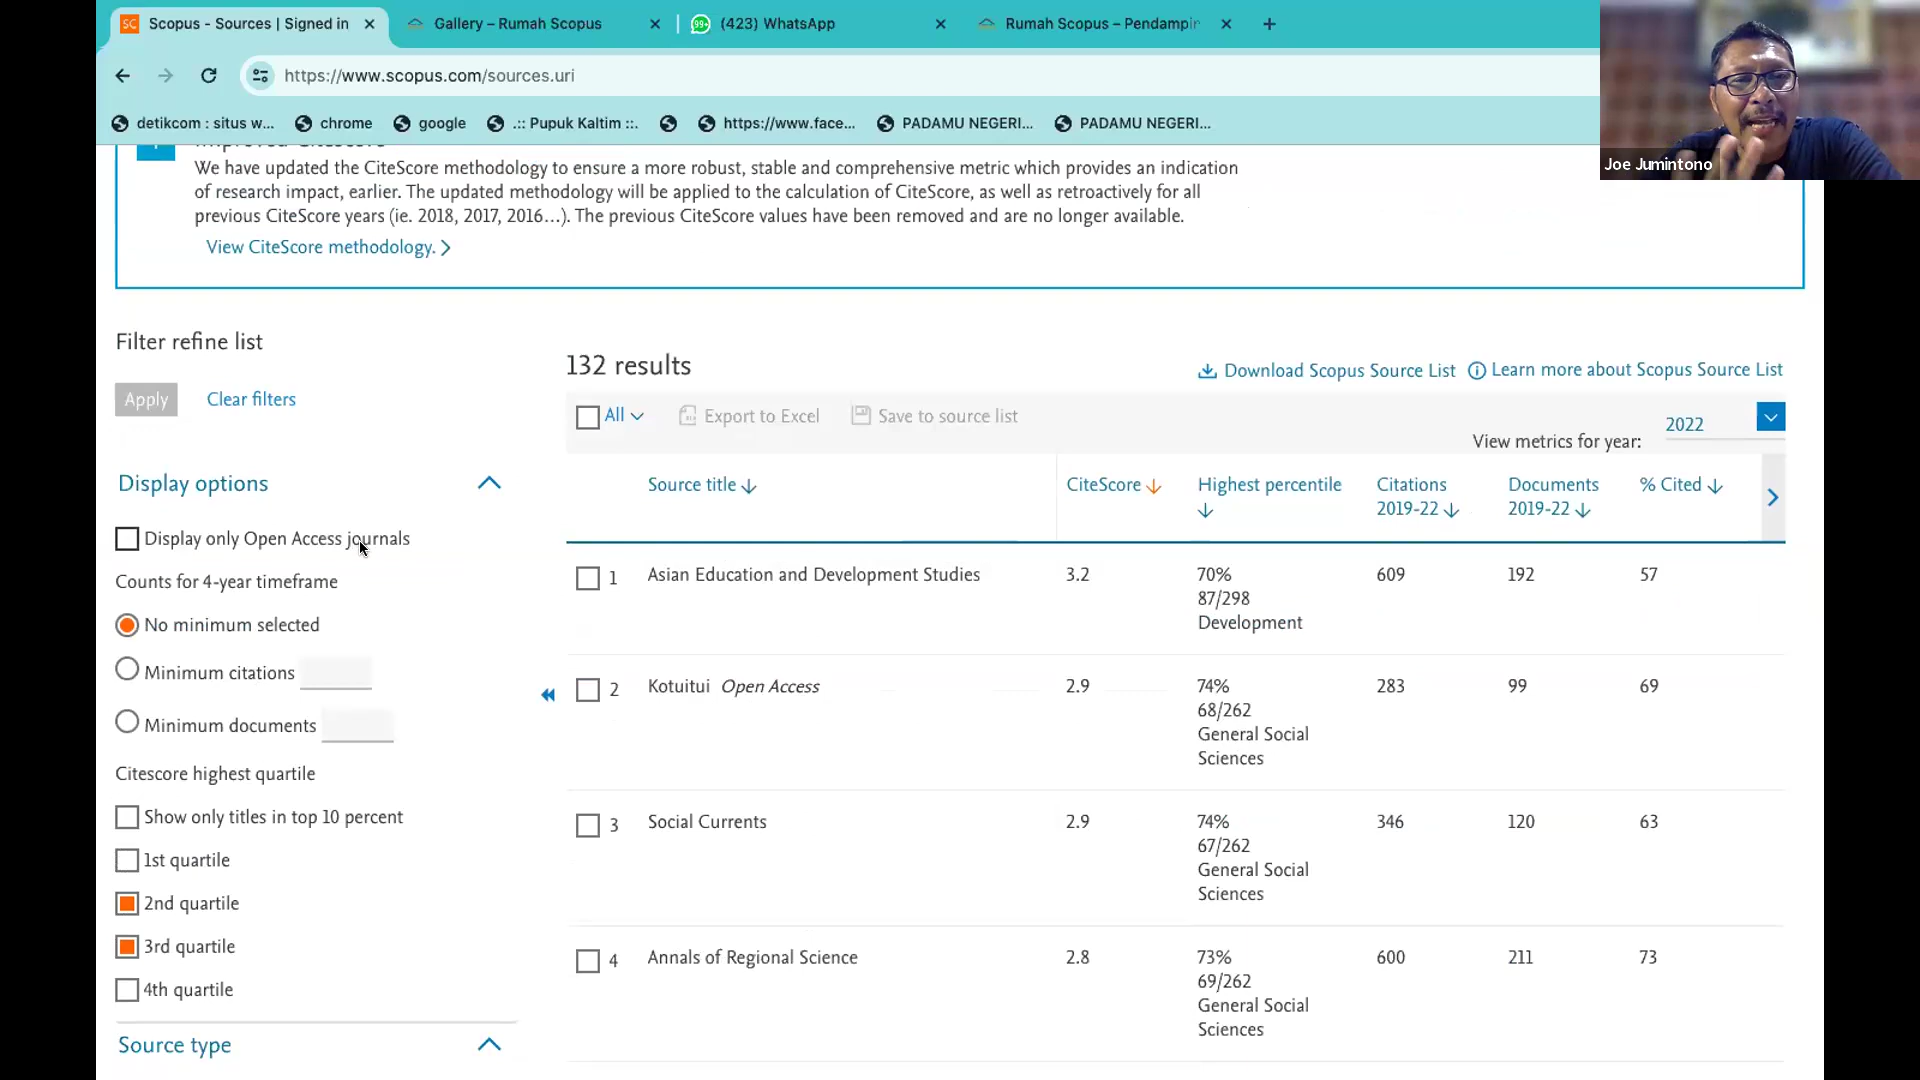 Scopus - Sources | Signed in
Gallery – Rumah Scopus
99+
(423) WhatsApp
Rumah Scopus – Pendampin
https://www.scopus.com/sources.uri
detikcom : situs w...
chrome
google
.:: Pupuk Kaltim ::.
https://www.face...
PADAMU NEGERI...
PADAMU NEGERI...
Joe Jumintono
Improved CiteScore
We have updated the CiteScore methodology to ensure a more robust, stable and comprehensive metric which provides an indication
of research impact, earlier. The updated methodology will be applied to the calculation of CiteScore, as well as retroactively for all
previous CiteScore years (ie. 2018, 2017, 2016...). The previous CiteScore values have been removed and are no longer available.
View CiteScore methodology.
Filter refine list
Apply
Clear filters
Display options
Display only Open Access journals
Counts for 4-year timeframe
No minimum selected
Minimum citations
Minimum documents
Citescore highest quartile
Show only titles in top 10 percent
1st quartile
2nd quartile
3rd quartile
4th quartile
Source type
132 results
Download Scopus Source List
Learn more about Scopus Source List
All
Export to Excel
Save to source list
View metrics for year:
2022
Source title
CiteScore
Highest percentile
Citations
2019-22
Documents
2019-22
% Cited
1 Asian Education and Development Studies 3.2 70% 609 192 57
87/298
Development
2 Kotuitui Open Access 2.9 74% 283 99 69
68/262
General Social
Sciences
3 Social Currents 2.9 74% 346 120 63
67/262
General Social
Sciences
4 Annals of Regional Science 2.8 73% 600 211 73
69/262
General Social
Sciences